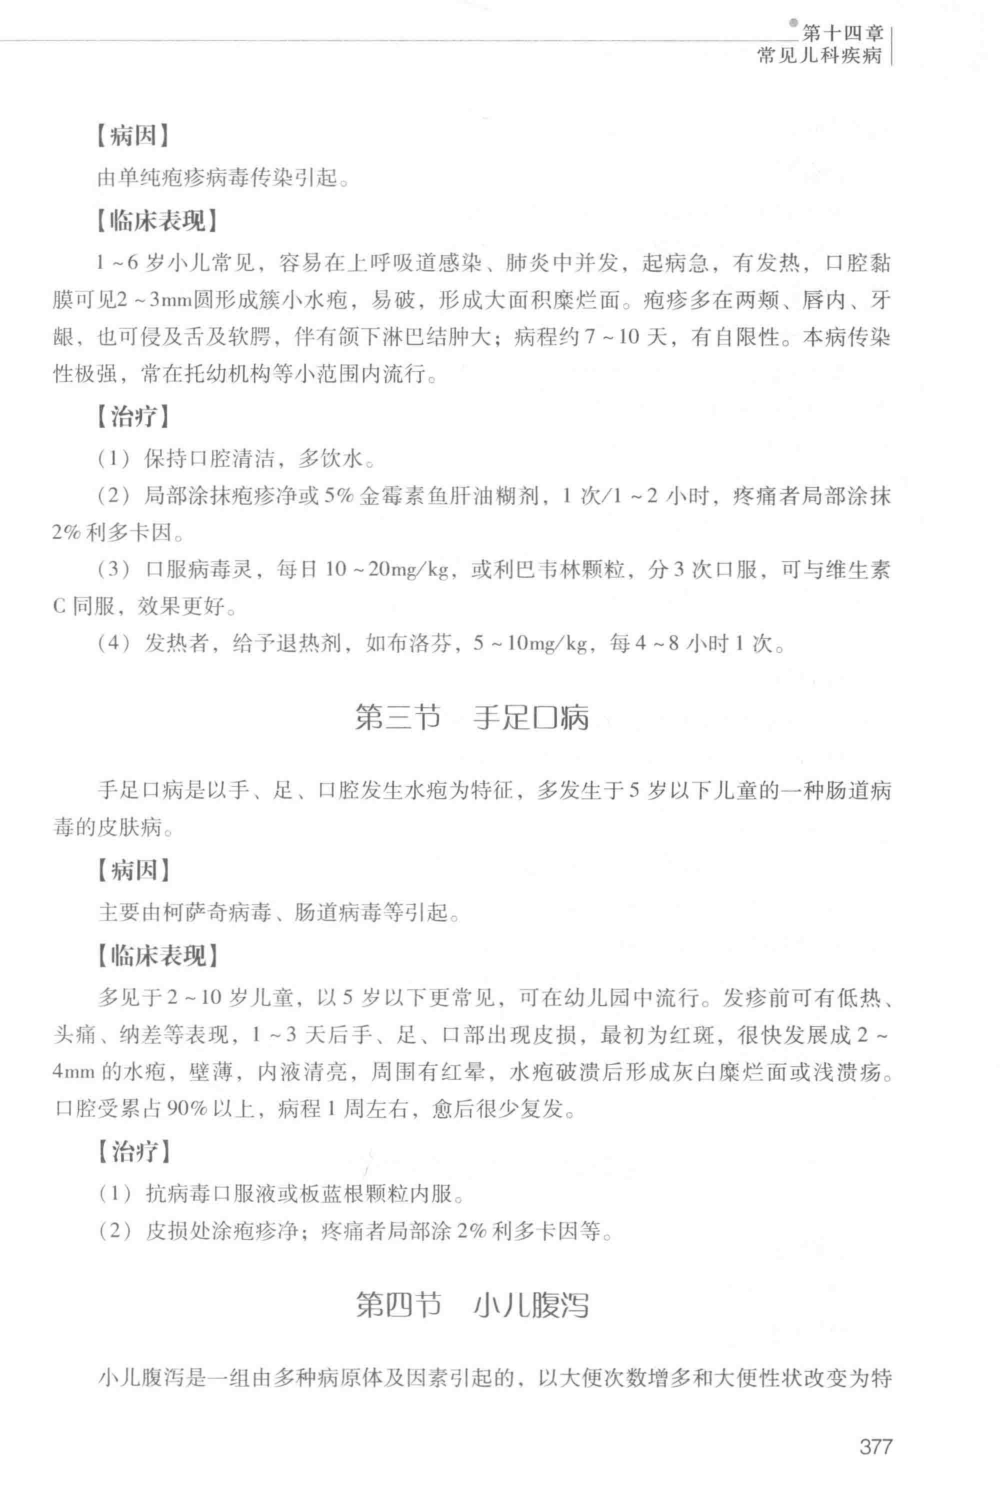 第十四章
常见儿科疾病
【病因】
由单纯疱疹病毒传染引起。
【临床表现】
1~6 岁小儿常见，容易在上呼吸道感染、肺炎中并发，起病急，有发热，口腔黏
膜可见2~3mm圆形成簇小水疱，易破，形成大面积糜烂面。疱疹多在两颊、唇内、牙
龈，也可侵及舌及软腭，伴有颌下淋巴结肿大；病程约 7~10 天，有自限性。本病传染
性极强，常在托幼机构等小范围内流行。
【治疗】
（1）保持口腔清洁，多饮水。
（2）局部涂抹疱疹净或 5% 金霉素鱼肝油糊剂，1 次/1~2 小时，疼痛者局部涂抹
2% 利多卡因。
（3）口服病毒灵，每日 10~20mg/kg，或利巴韦林颗粒，分 3 次口服，可与维生素
C 同服，效果更好。
（4）发热者，给予退热剂，如布洛芬，5~10mg/kg，每 4~8 小时 1 次。
第三节 手足口病
手足口病是以手、足、口腔发生水疱为特征，多发生于 5 岁以下儿童的一种肠道病
毒的皮肤病。
【病因】
主要由柯萨奇病毒、肠道病毒等引起。
【临床表现】
多见于 2~10 岁儿童，以 5 岁以下更常见，可在幼儿园中流行。发疹前可有低热、
头痛、纳差等表现，1~3 天后手、足、口部出现皮损，最初为红斑，很快发展成 2~
4mm 的水疱，壁薄，内液清亮，周围有红晕，水疱破溃后形成灰白糜烂面或浅溃疡。
口腔受累占 90% 以上，病程 1 周左右，愈后很少复发。
【治疗】
（1）抗病毒口服液或板蓝根颗粒内服。
（2）皮损处涂疱疹净；疼痛者局部涂 2% 利多卡因等。
第四节 小儿腹泻
小儿腹泻是一组由多种病原体及因素引起的，以大便次数增多和大便性状改变为特
377